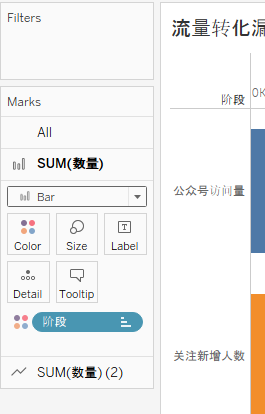 Filters
Marks
All
SUM(数量)
Bar
Color Size Label
Detail Tooltip
阶段
SUM(数量) (2)
流量转化漏
0K
阶段
公众号访问量
关注新增人数